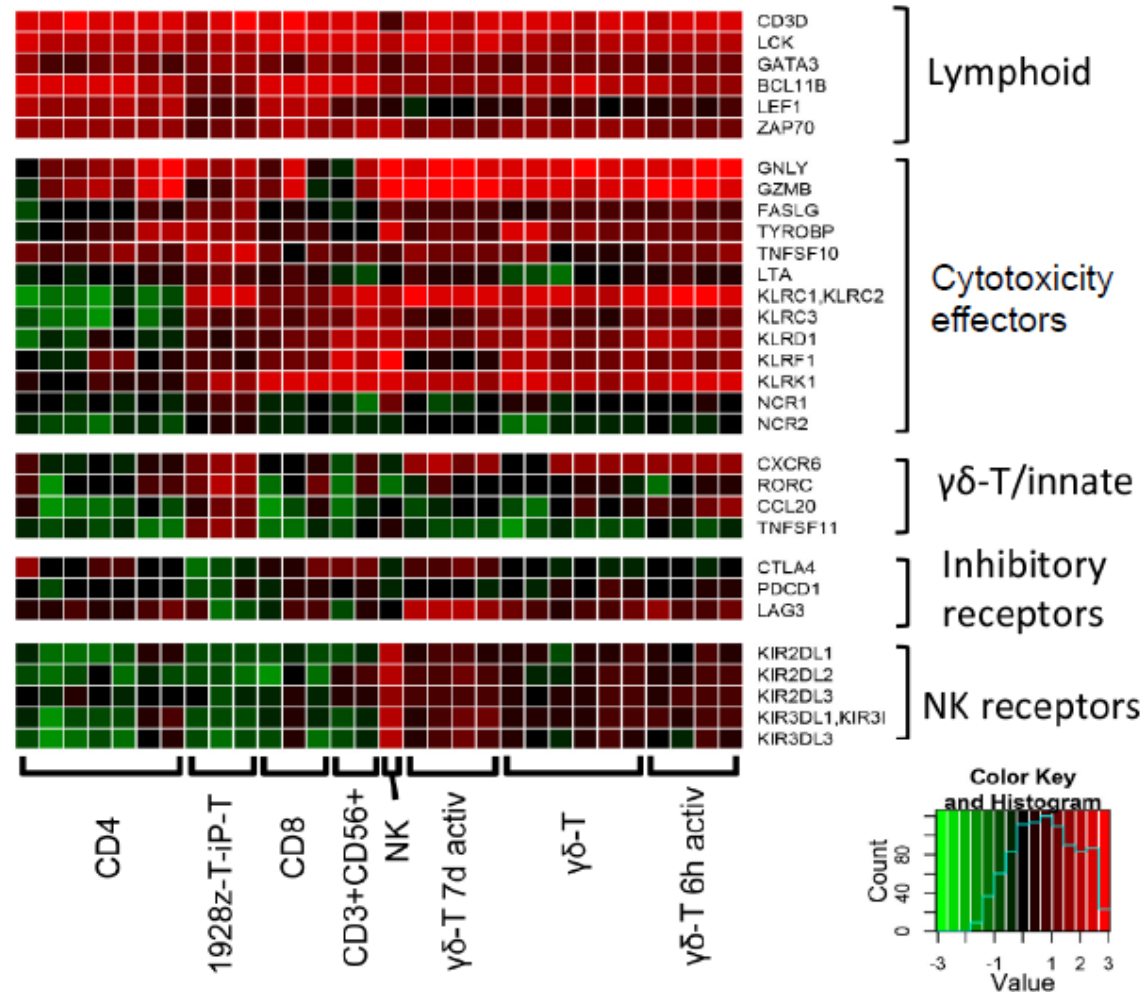 CD3D
LCK
GATA3
BCL11B
LEF1
ZAP70
Lymphoid
GNLY
GZMB
FASLG
TYROBP
TNFSF10
LTA
KLRC1,KLRC2
KLRC3
KLRD1
KLRF1
KLRK1
NCR1
NCR2
Cytotoxicity
effectors
CXCR6
RORC
CCL20
TNFSF11
γδ-T/innate
CTLA4
PDCD1
LAG3
Inhibitory
receptors
KIR2DL1
KIR2DL2
KIR2DL3
KIR3DL1,KIR3I
KIR3DL3
NK receptors
CD4
1928z-T-iP-T
CD8
CD3+CD56+
NK
γδ-T 7d activ
γδ-T
γδ-T 6h activ
Color Key
and Histogram
Count
0 40 80
-3 -1 1 2 3
Value